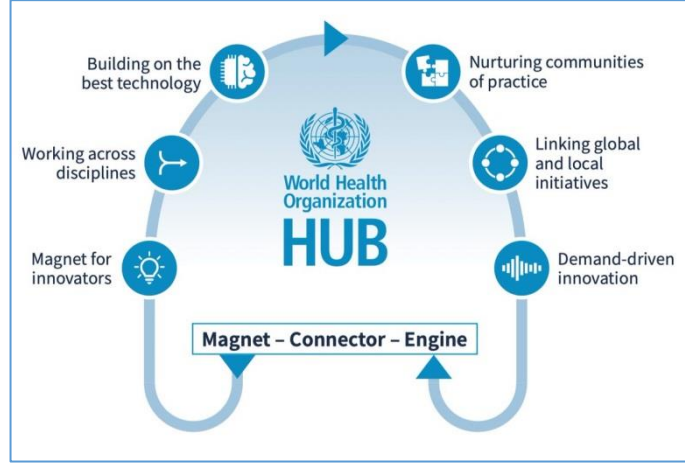 Building on the
best technology
Nurturing communities
of practice
Working across
disciplines
Linking global
and local
initiatives
World Health
Organization
HUB
Magnet for
innovators
Demand-driven
innovation
Magnet – Connector – Engine